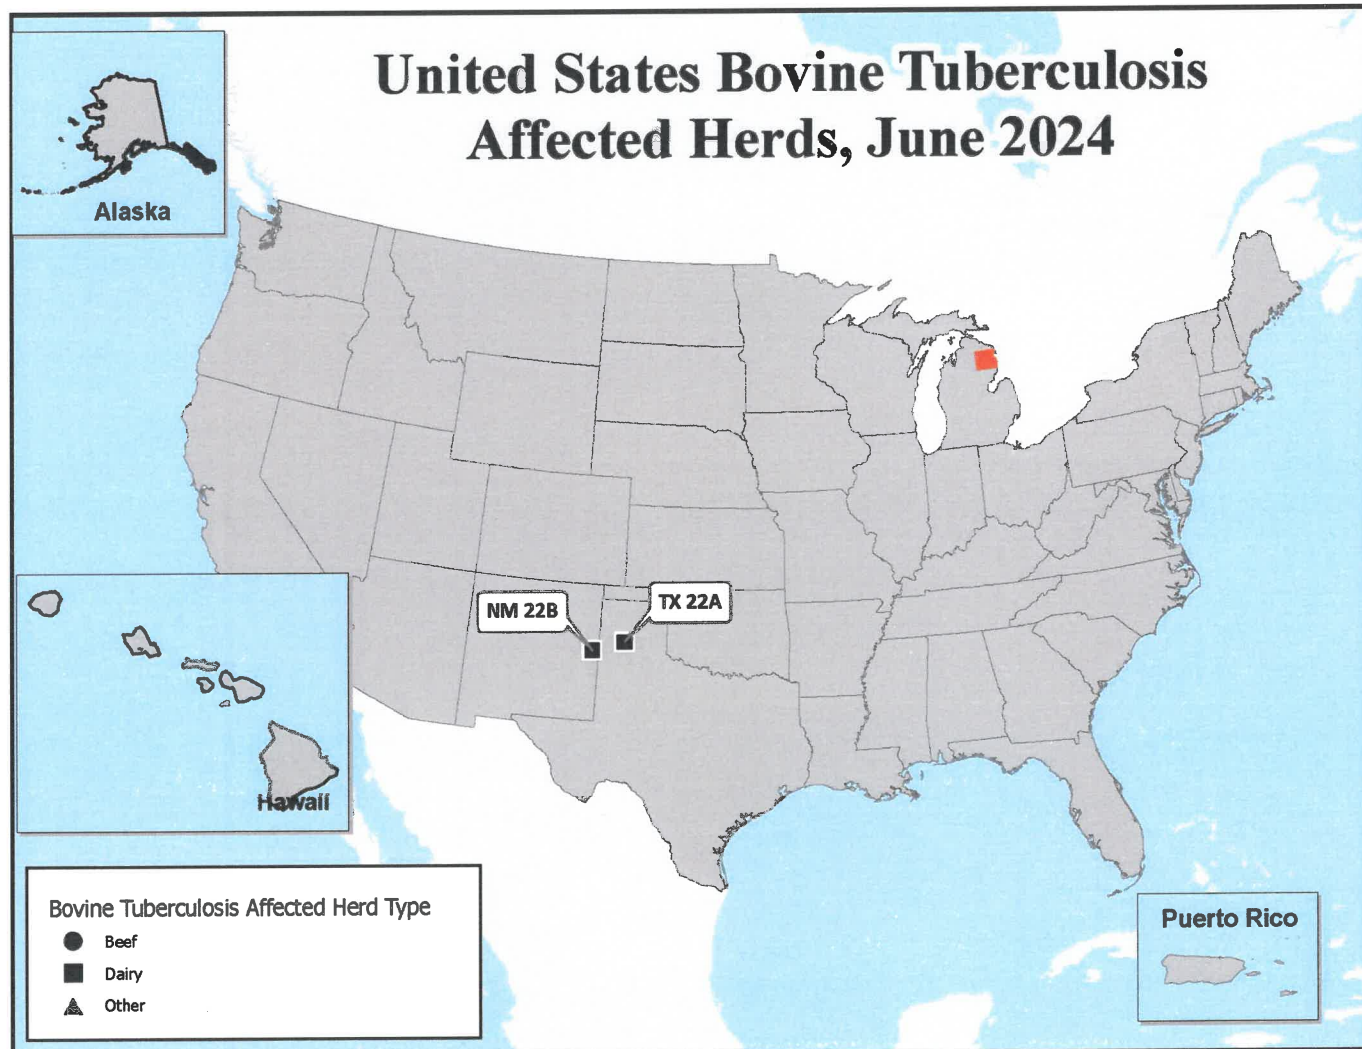 United States Bovine Tuberculosis
Affected Herds, June 2024
Alaska
NM 22B
TX 22A
Hawaii
Bovine Tuberculosis Affected Herd Type
Beef
Dairy
Other
Puerto Rico